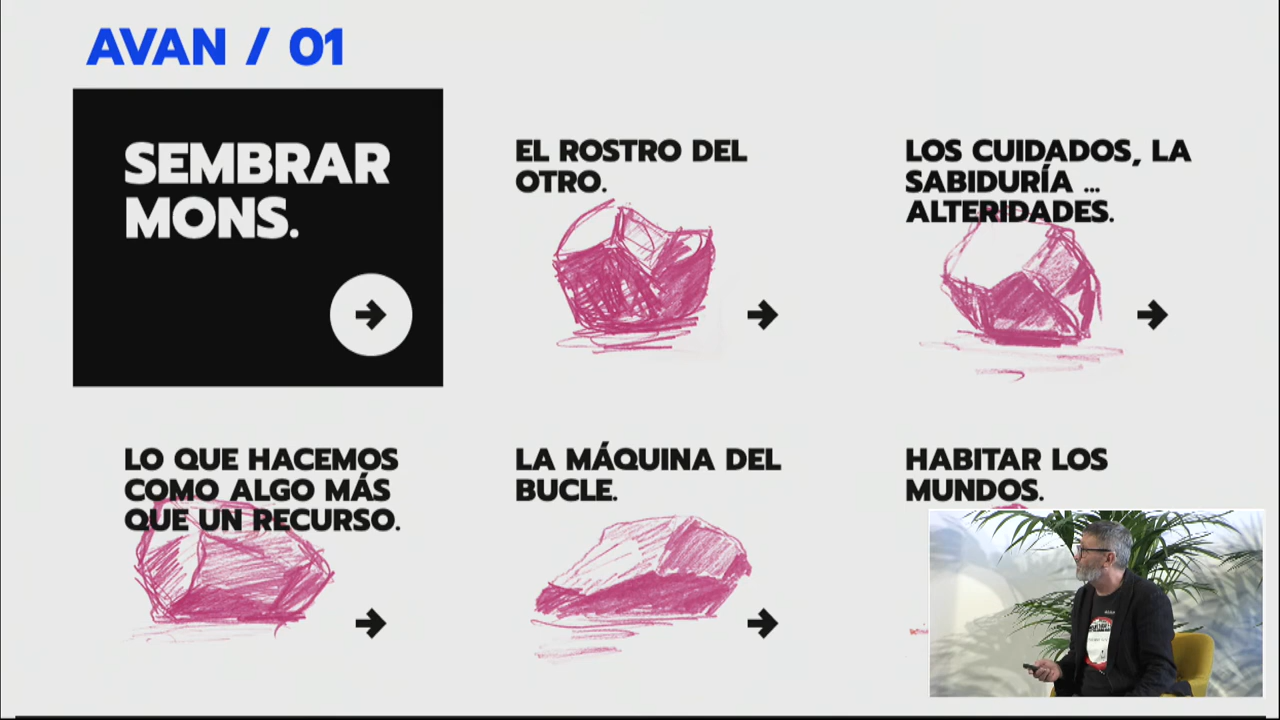 AVAN / 01
SEMBRAR
MONS.
EL ROSTRO DEL
OTRO.
LOS CUIDADOS, LA
SABIDURÍA ...
ALTERIDADES.
LO QUE HACEMOS
COMO ALGO MÁS
QUE UN RECURSO.
LA MÁQUINA DEL
BUCLE.
HABITAR LOS
MUNDOS.